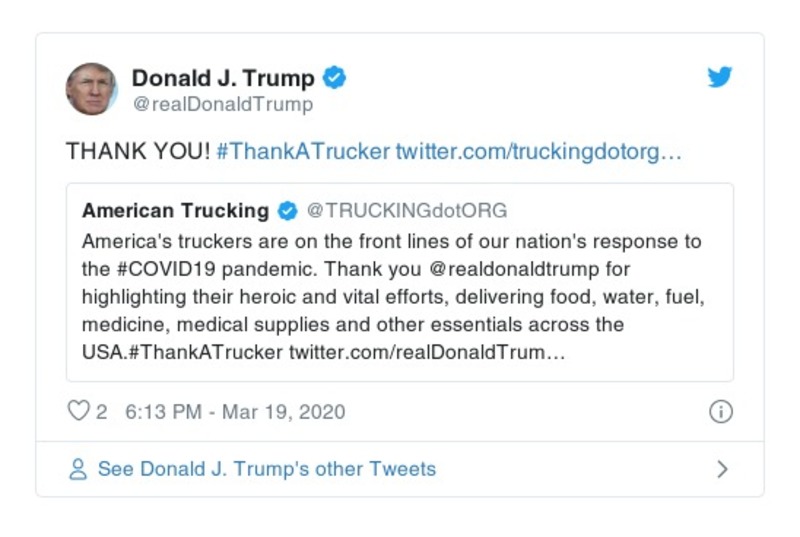 Donald J. Trump
@realDonaldTrump
THANK YOU! #ThankATrucker twitter.com/truckingdotorg…
American Trucking @TRUCKINGdotORG
America's truckers are on the front lines of our nation's response to
the #COVID19 pandemic. Thank you @realdonaldtrump for
highlighting their heroic and vital efforts, delivering food, water, fuel,
medicine, medical supplies and other essentials across the
USA.#ThankATrucker twitter.com/realDonaldTrum…
2 6:13 PM - Mar 19, 2020
See Donald J. Trump's other Tweets